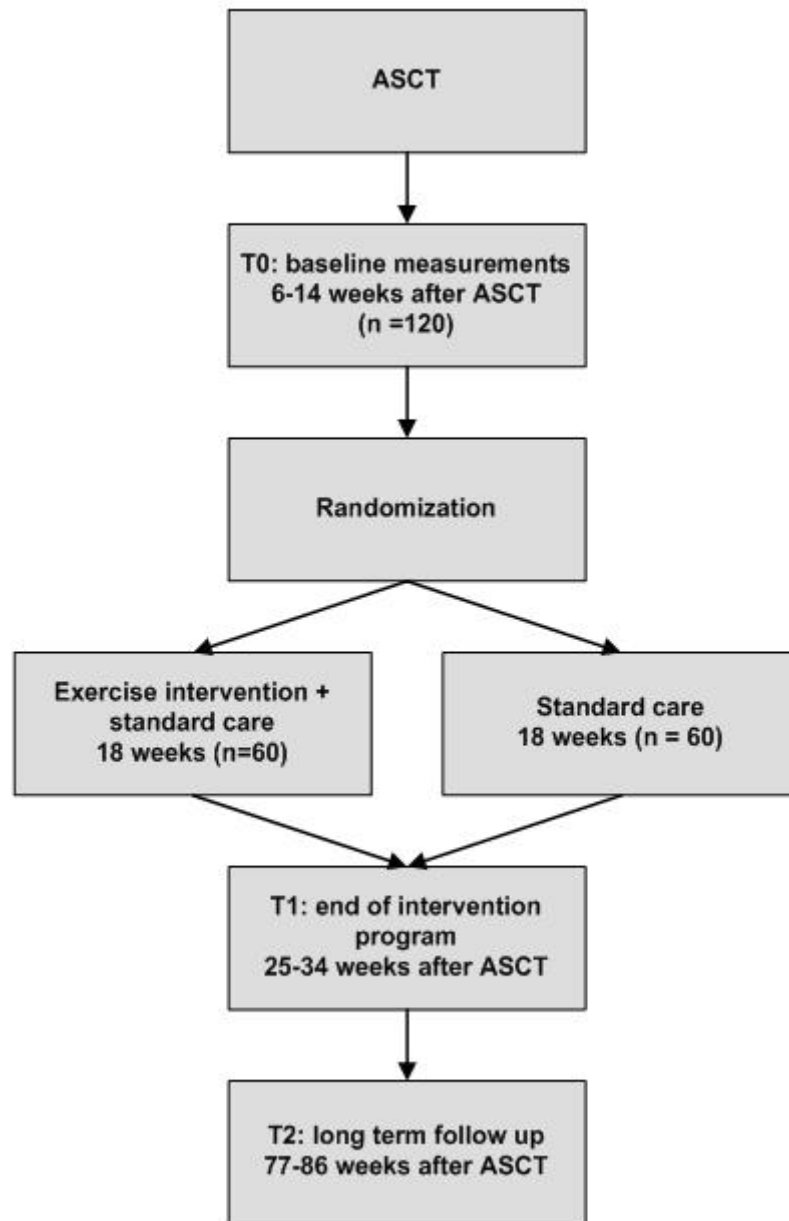 ASCT
T0: baseline measurements
6-14 weeks after ASCT
(n =120)
Randomization
Exercise intervention +
standard care
18 weeks (n=60)
Standard care
18 weeks (n = 60)
T1: end of intervention
program
25-34 weeks after ASCT
T2: long term follow up
77-86 weeks after ASCT